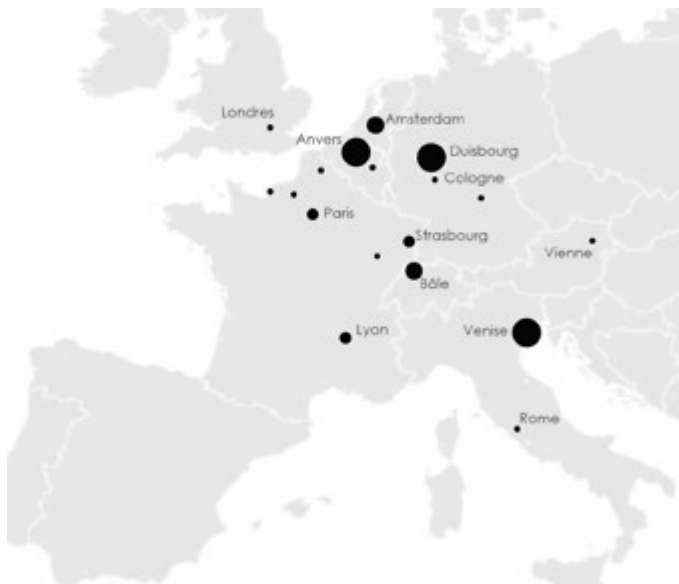 Londres
Amsterdam
Anvers
Duisbourg
Cologne
Paris
Strasbourg
Vienne
Bâle
Lyon
Venise
Rome